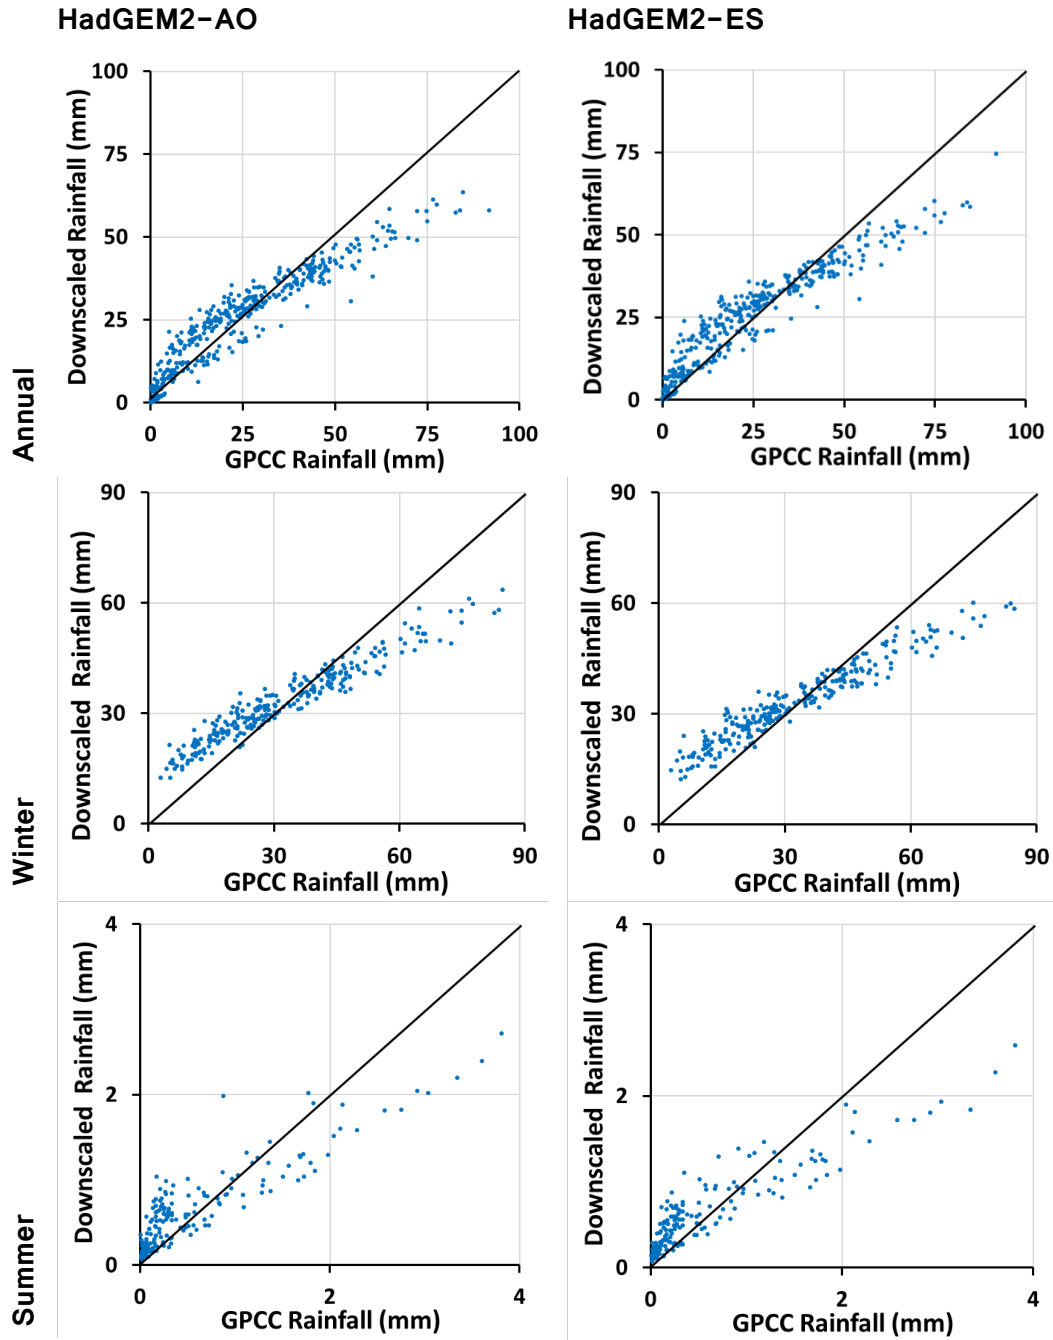 HadGEM2-AO
HadGEM2-ES
Annual
Downscaled Rainfall (mm)
100
75
50
25
0
0 25 50 75 100
GPCC Rainfall (mm)
Downscaled Rainfall (mm)
100
75
50
25
0
0 25 50 75 100
GPCC Rainfall (mm)
Winter
Downscaled Rainfall (mm)
90
60
30
0
0 30 60 90
GPCC Rainfall (mm)
Downscaled Rainfall (mm)
90
60
30
0
0 30 60 90
GPCC Rainfall (mm)
Summer
Downscaled Rainfall (mm)
4
2
0
0 2 4
GPCC Rainfall (mm)
Downscaled Rainfall (mm)
4
2
0
0 2 4
GPCC Rainfall (mm)